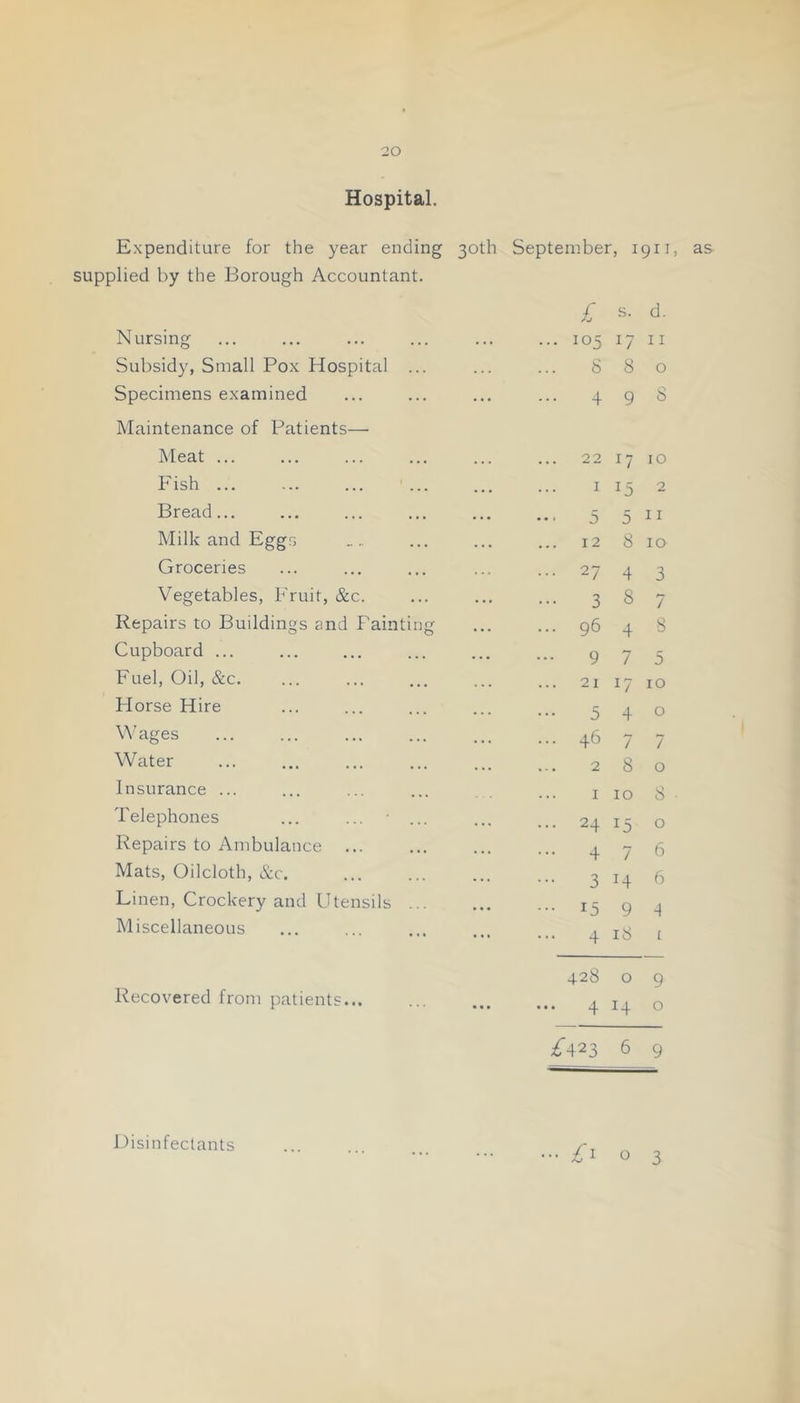 20
Hospital.
Expenditure for the year ending 30th September, 1911, as
supplied by the Borough Accountant.
£ s. d.
Nursing ... ... ... ... ... ... 105 17 11
Subsidy, Small Pox Hospital ... ... ... 8 8 0
Specimens examined ... ... ... ... 4 9 8
Maintenance of Patients—
Meat ... ... ... ... ... ... 22 17 10
Fish ... ... ... ... ... ... 1 15 2
Bread... ... ... ... ... ... 5 5 11
Milk and Eggs ... ... ... ... 12 8 10
Groceries ... ... ... ... ... 27 4 3
Vegetables, Fruit, &c. ... ... ... 3 8 7
Repairs to Buildings and Painting ... ... 96 4 8
Cupboard ... ... ... ... ... ... 9 7 5
Fuel, Oil, &c. ... ... ... ... ... 21 17 10
Horse Hire ... ... ... ... ... 5 4 0
Wages ... ... ... ... ... ... 46 7 7
Water ... ... ... ... ... ... 2 8 0
Insurance ... ... ... ... ... ... 1 10 8
Telephones ... ... ... ... ... 24 15 0
Repairs to Ambulance ... ... ... ... 4 7 6
Mats, Oilcloth, &c. ... ... ... ... 3 14 6
Linen, Crockery and Utensils ... ... ... 15 9 4
Miscellaneous ... ... ... ... ... 4 18 1
428 0 9
Recovered from patients... ... ... ... 4 14 0
£423 6 9
Disinfectants ... ... ... ... ... £1 0 3